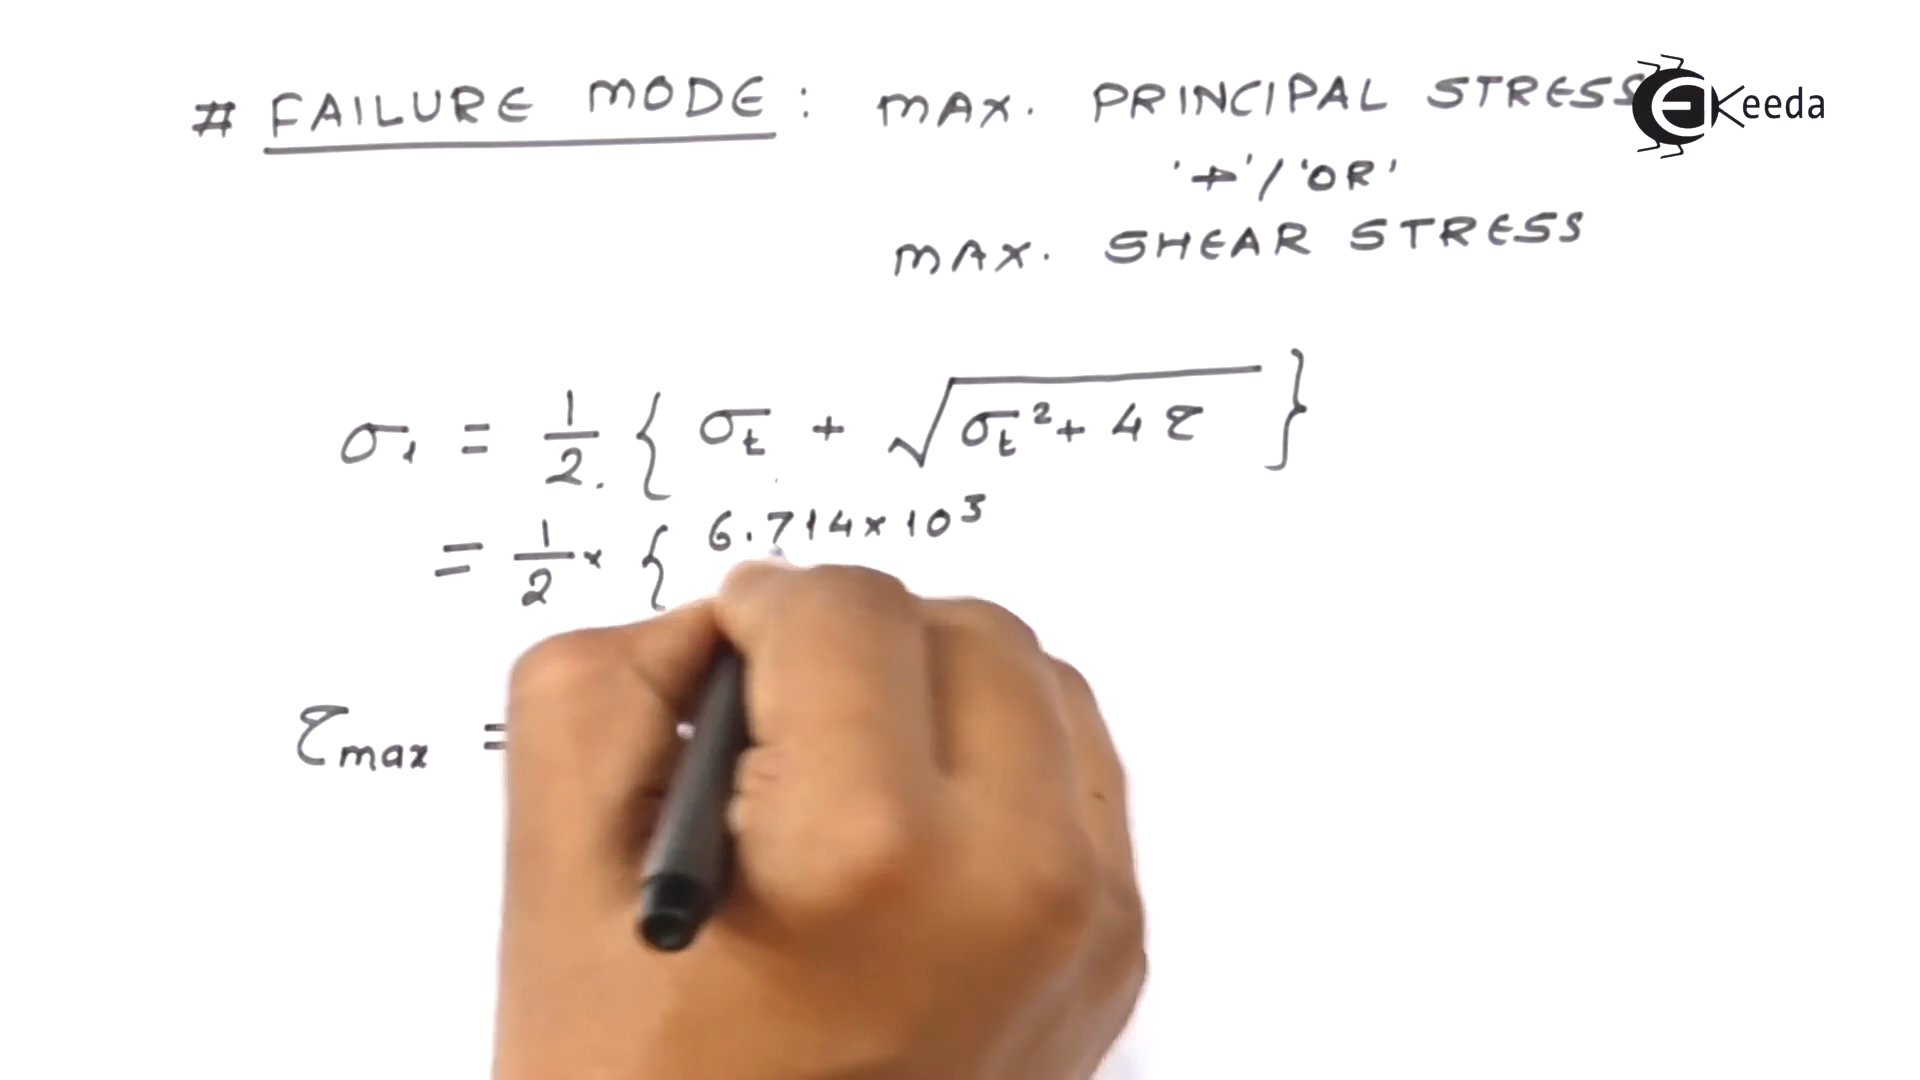 # FAILURE MODE : MAX. PRINCIPAL STRESS
'+'/'OR'
MAX. SHEAR STRESS
EKeeda
σ₁ = 1/2. { σt + √(σt² + 4τ) }
= 1/2 × { 6.714×10³
τmax =